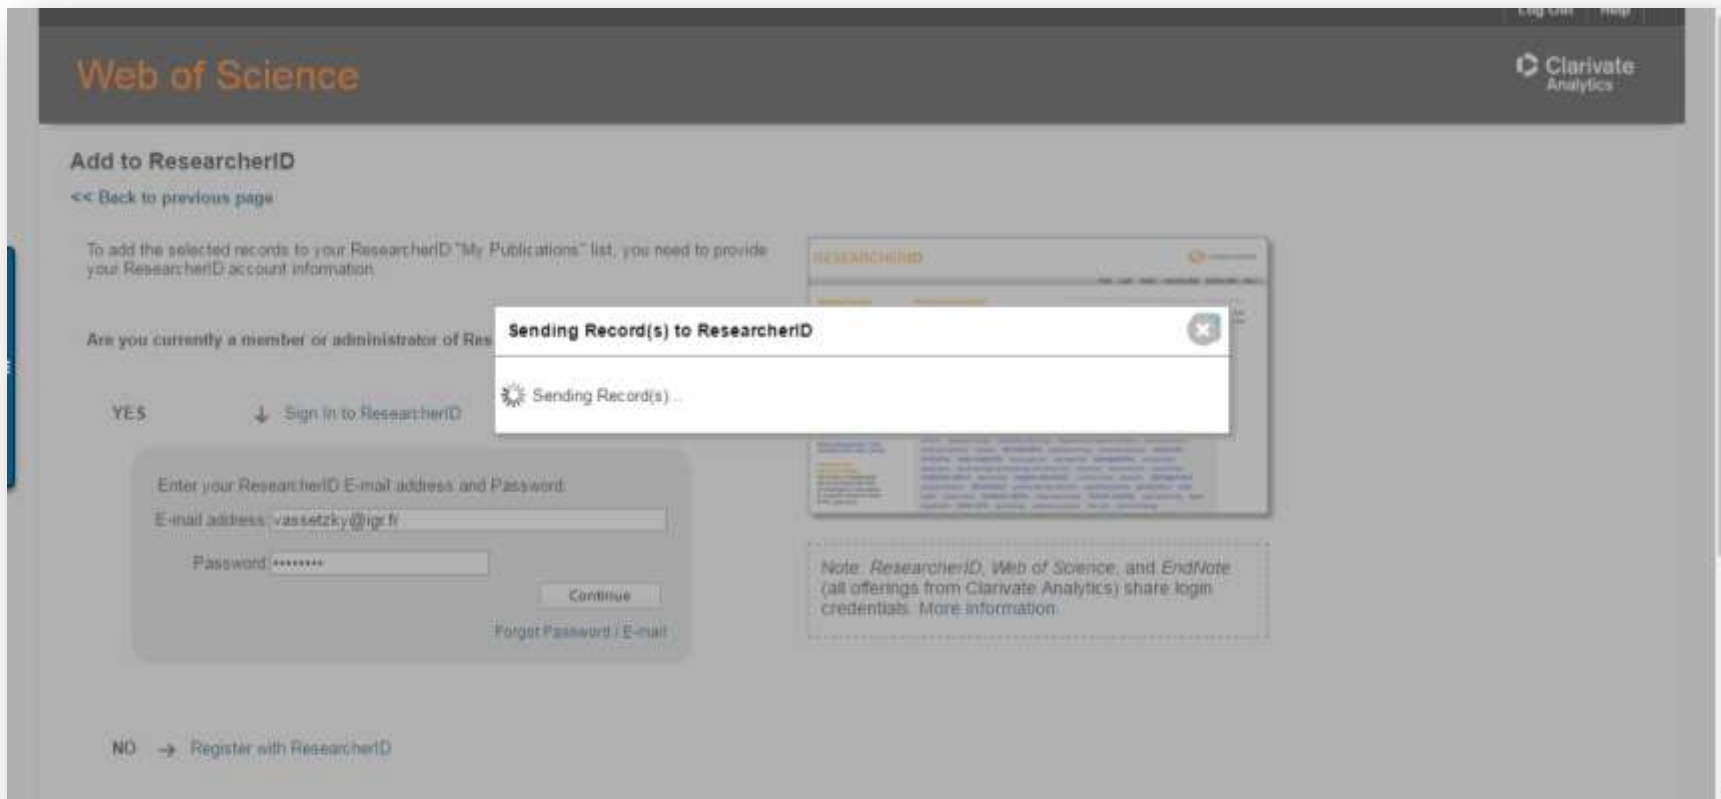 Log Out Help
Web of Science
Clarivate
Analytics
Add to ResearcherID
<< Back to previous page
To add the selected records to your ResearcherID "My Publications" list, you need to provide
your ResearcherID account information
RESEARCHERID
Are you currently a member or administrator of Res
Sending Record(s) to ResearcherID
Sending Record(s)...
YES ↓ Sign in to ResearcherID
Enter your ResearcherID E-mail address and Password.
E-mail address: vassetzky@igr.fr
Password: ••••••••
Continue
Forgot Password / E-mail
Note: ResearcherID, Web of Science, and EndNote
(all offerings from Clarivate Analytics) share login
credentials. More information.
NO → Register with ResearcherID